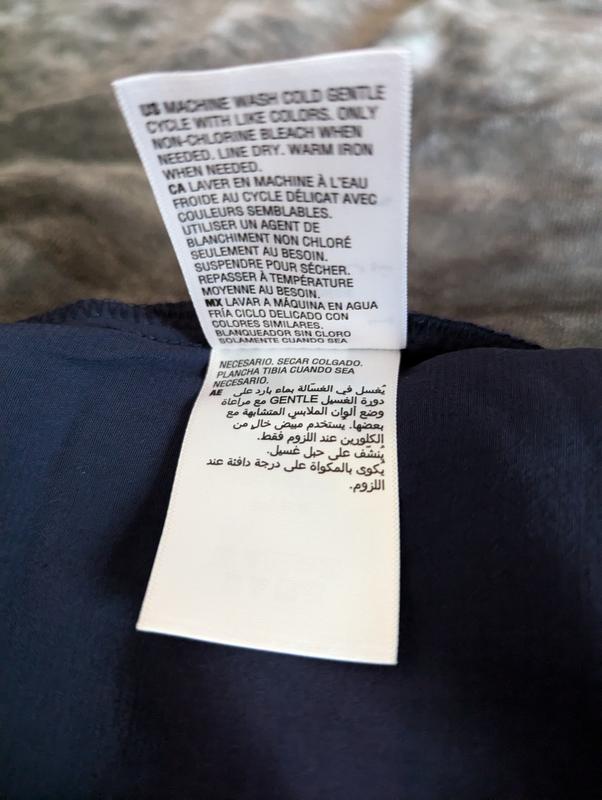 US MACHINE WASH COLD GENTLE
CYCLE WITH LIKE COLORS. ONLY
NON-CHLORINE BLEACH WHEN
NEEDED. LINE DRY. WARM IRON
WHEN NEEDED.
CA LAVER EN MACHINE À L'EAU
FROIDE AU CYCLE DÉLICAT AVEC
COULEURS SEMBLABLES.
UTILISER UN AGENT DE
BLANCHIMENT NON CHLORÉ
SEULEMENT AU BESOIN.
SUSPENDRE POUR SÉCHER.
REPASSER À TEMPÉRATURE
MOYENNE AU BESOIN.
MX LAVAR A MÁQUINA EN AGUA
FRÍA CICLO DELICADO CON
COLORES SIMILARES.
BLANQUEADOR SIN CLORO
SOLAMENTE CUANDO SEA
NECESARIO. SECAR COLGADO.
PLANCHA TIBIA CUANDO SEA
NECESARIO.
AE يُغسل في الغسّالة بماء بارد على
دورة الغسيل GENTLE مع مراعاة
وضع ألوان الملابس المتشابهة مع
بعضها. يُستخدم مبيض خالٍ من
الكلورين عند اللزوم فقط.
يُنشّف على حبل غسيل.
يكوى بالمكواة على درجة دافئة عند
اللزوم.